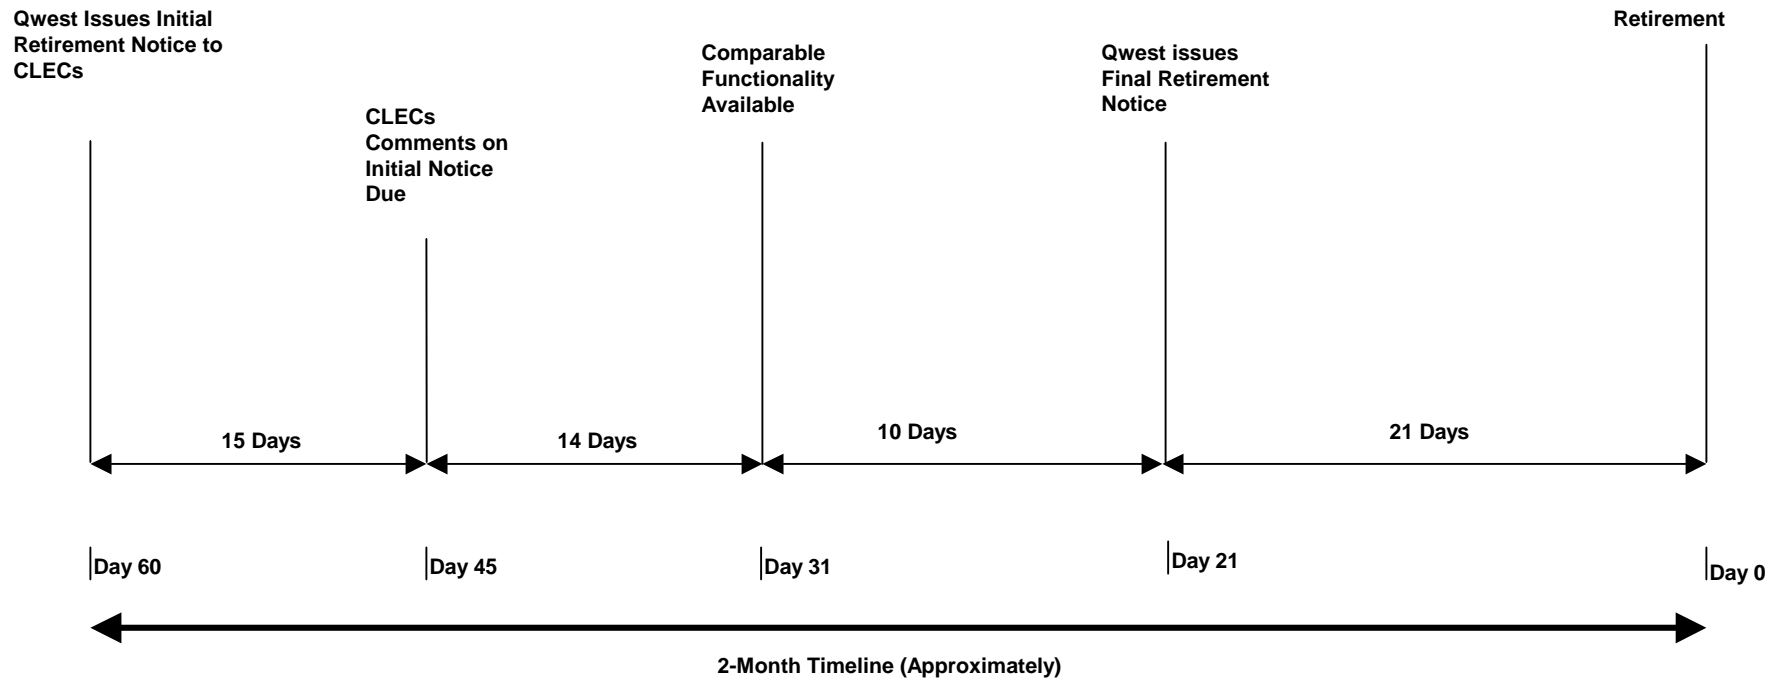 Qwest Issues Initial
Retirement Notice to
CLECs
CLECs
Comments on
Initial Notice
Due
Comparable
Functionality
Available
Qwest issues
Final Retirement
Notice
Retirement
15 Days
14 Days
10 Days
21 Days
Day 60
Day 45
Day 31
Day 21
Day 0
2-Month Timeline (Approximately)